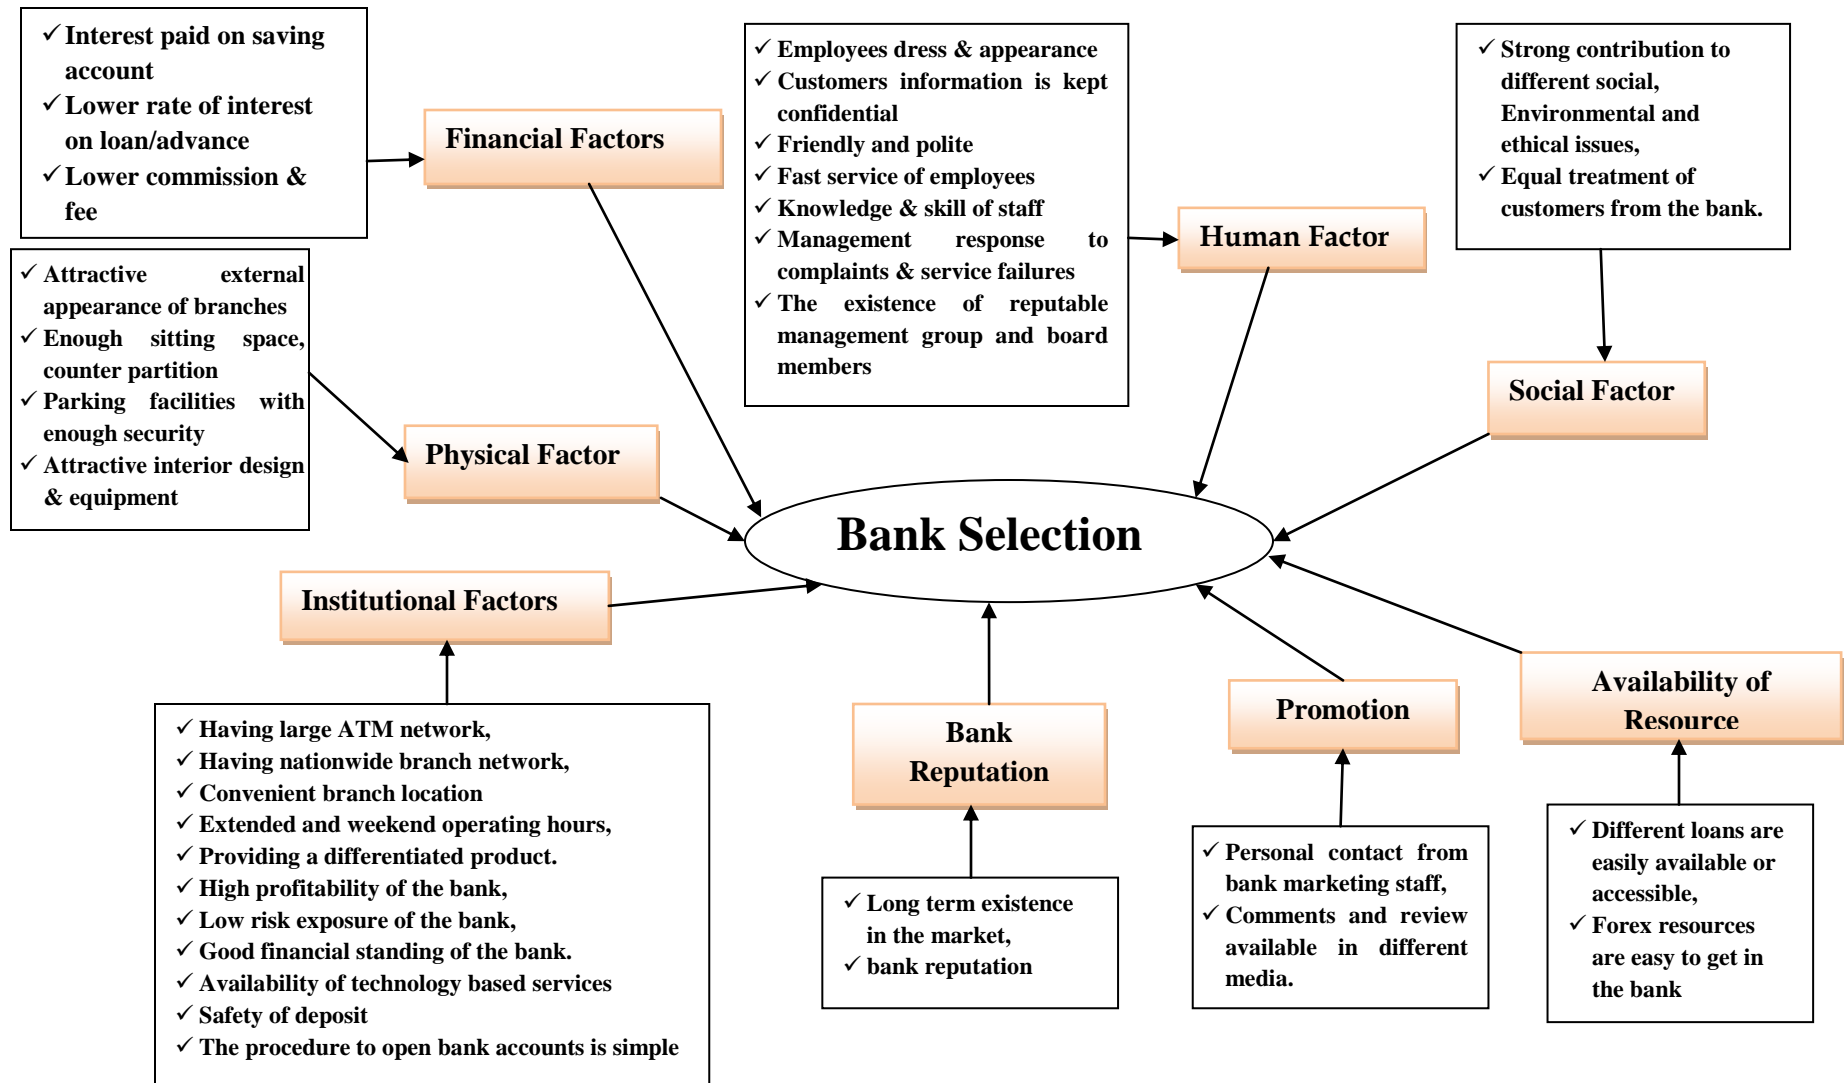 ✓ Interest paid on saving
account
✓ Lower rate of interest
on loan/advance
✓ Lower commission &
fee
Financial Factors
✓ Employees dress & appearance
✓ Customers information is kept
confidential
✓ Friendly and polite
✓ Fast service of employees
✓ Knowledge & skill of staff
✓ Management response to
complaints & service failures
✓ The existence of reputable
management group and board
members
Human Factor
✓ Strong contribution to
different social,
Environmental and
ethical issues,
✓ Equal treatment of
customers from the bank.
Social Factor
✓ Attractive external
appearance of branches
✓ Enough sitting space,
counter partition
✓ Parking facilities with
enough security
✓ Attractive interior design
& equipment
Physical Factor
Bank Selection
Institutional Factors
✓ Having large ATM network,
✓ Having nationwide branch network,
✓ Convenient branch location
✓ Extended and weekend operating hours,
✓ Providing a differentiated product.
✓ High profitability of the bank,
✓ Low risk exposure of the bank,
✓ Good financial standing of the bank.
✓ Availability of technology based services
✓ Safety of deposit
✓ The procedure to open bank accounts is simple
Bank
Reputation
✓ Long term existence
in the market,
✓ bank reputation
Promotion
✓ Personal contact from
bank marketing staff,
✓ Comments and review
available in different
media.
Availability of
Resource
✓ Different loans are
easily available or
accessible,
✓ Forex resources
are easy to get in
the bank